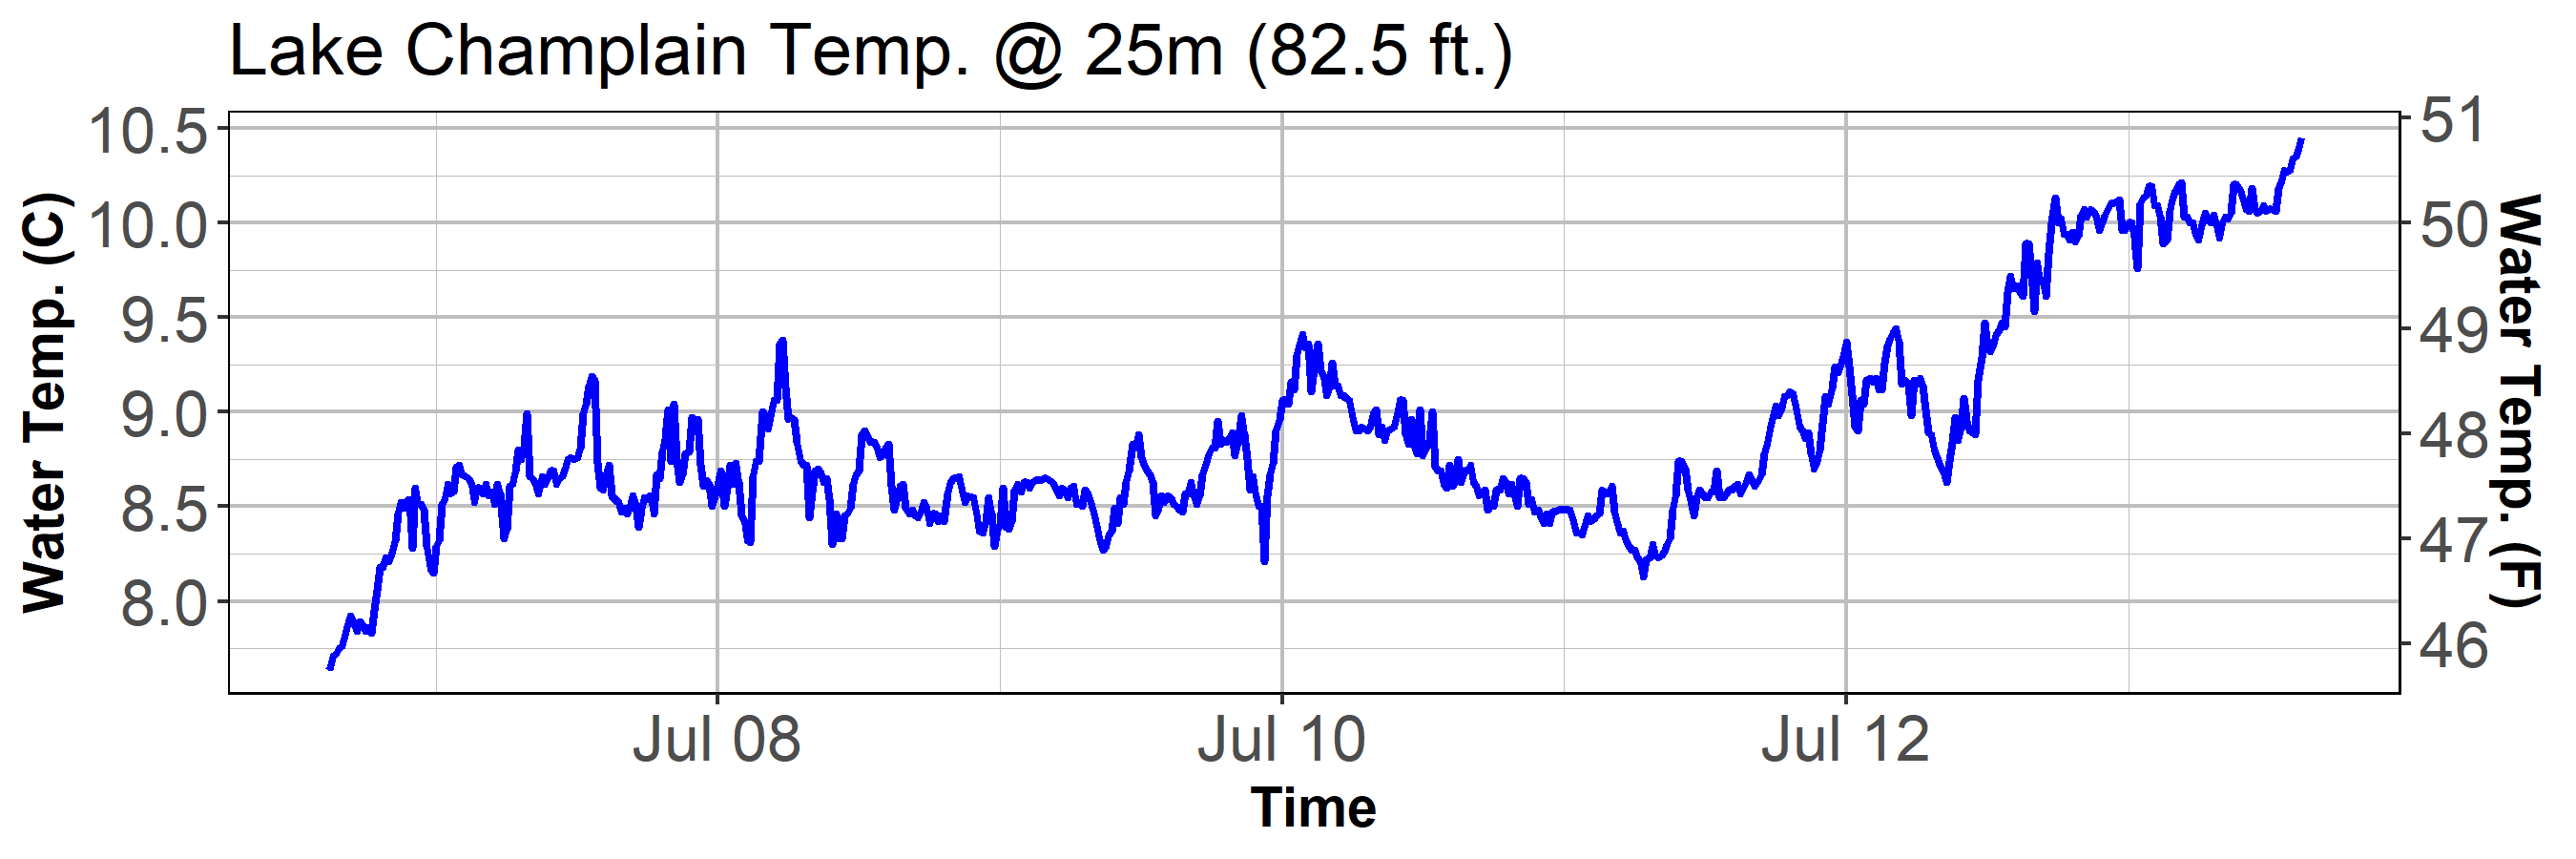 Lake Champlain Temp. @ 25m (82.5 ft.)
Water Temp. (C)
10.5
10.0
9.5
9.0
8.5
8.0
51
50
49
48
47
46
Water Temp. (F)
Jul 08 Jul 10 Jul 12
Time